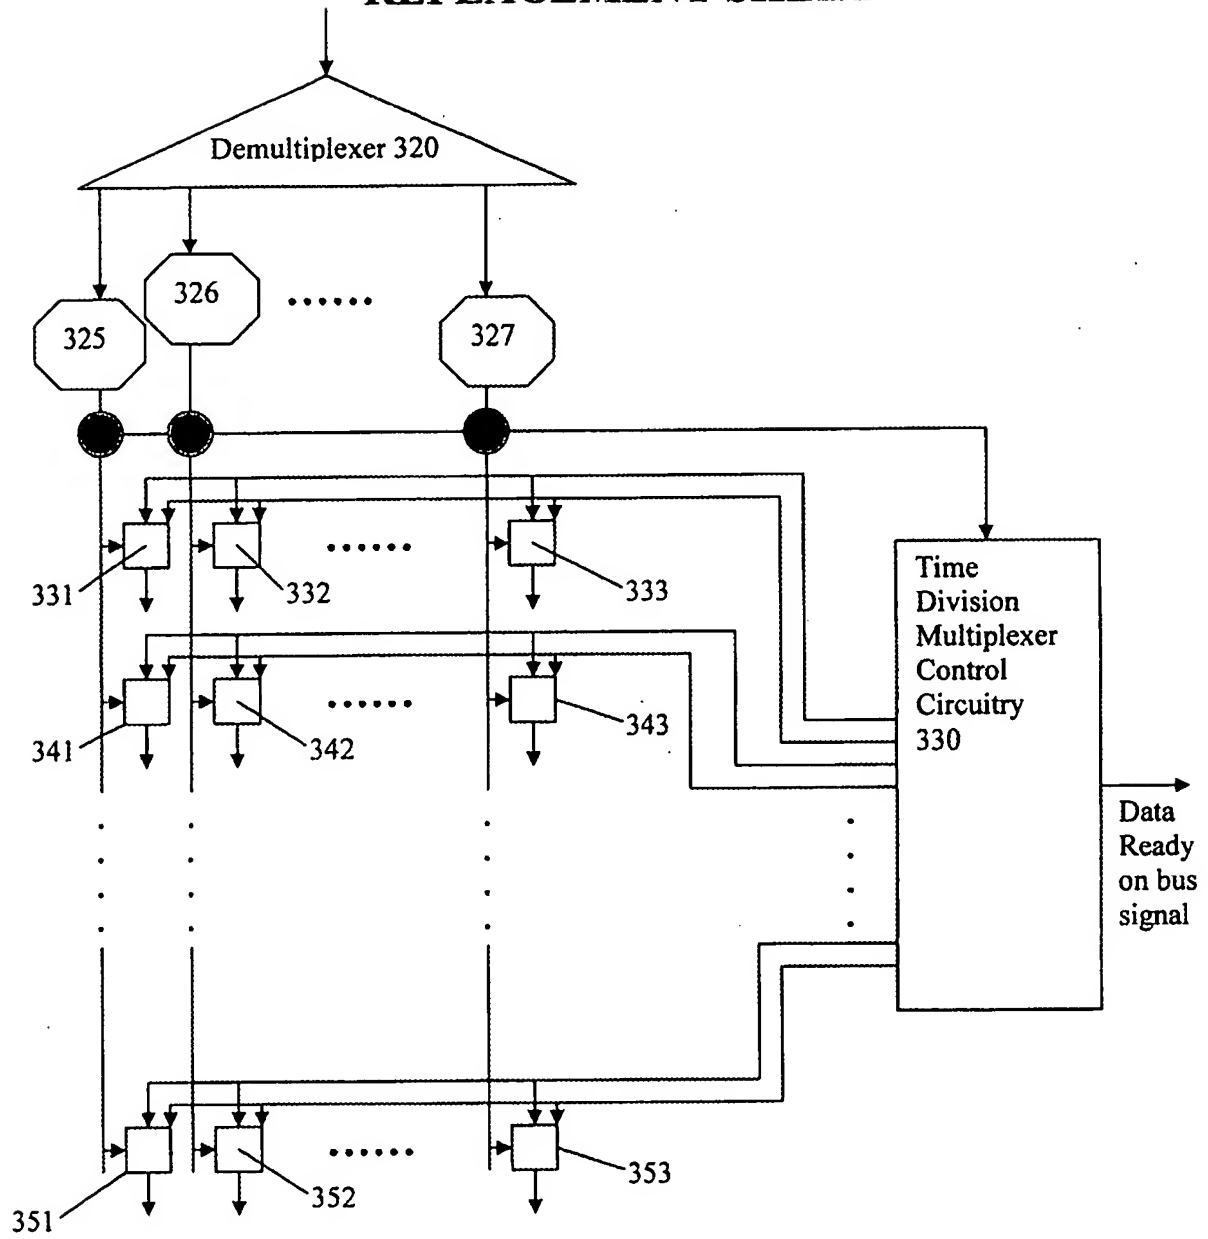 Demultiplexer 320
326
325
327
331
332
333
Time
Division
Multiplexer
Control
Circuitry
330
341
342
343
Data
Ready
on bus
signal
351
352
353